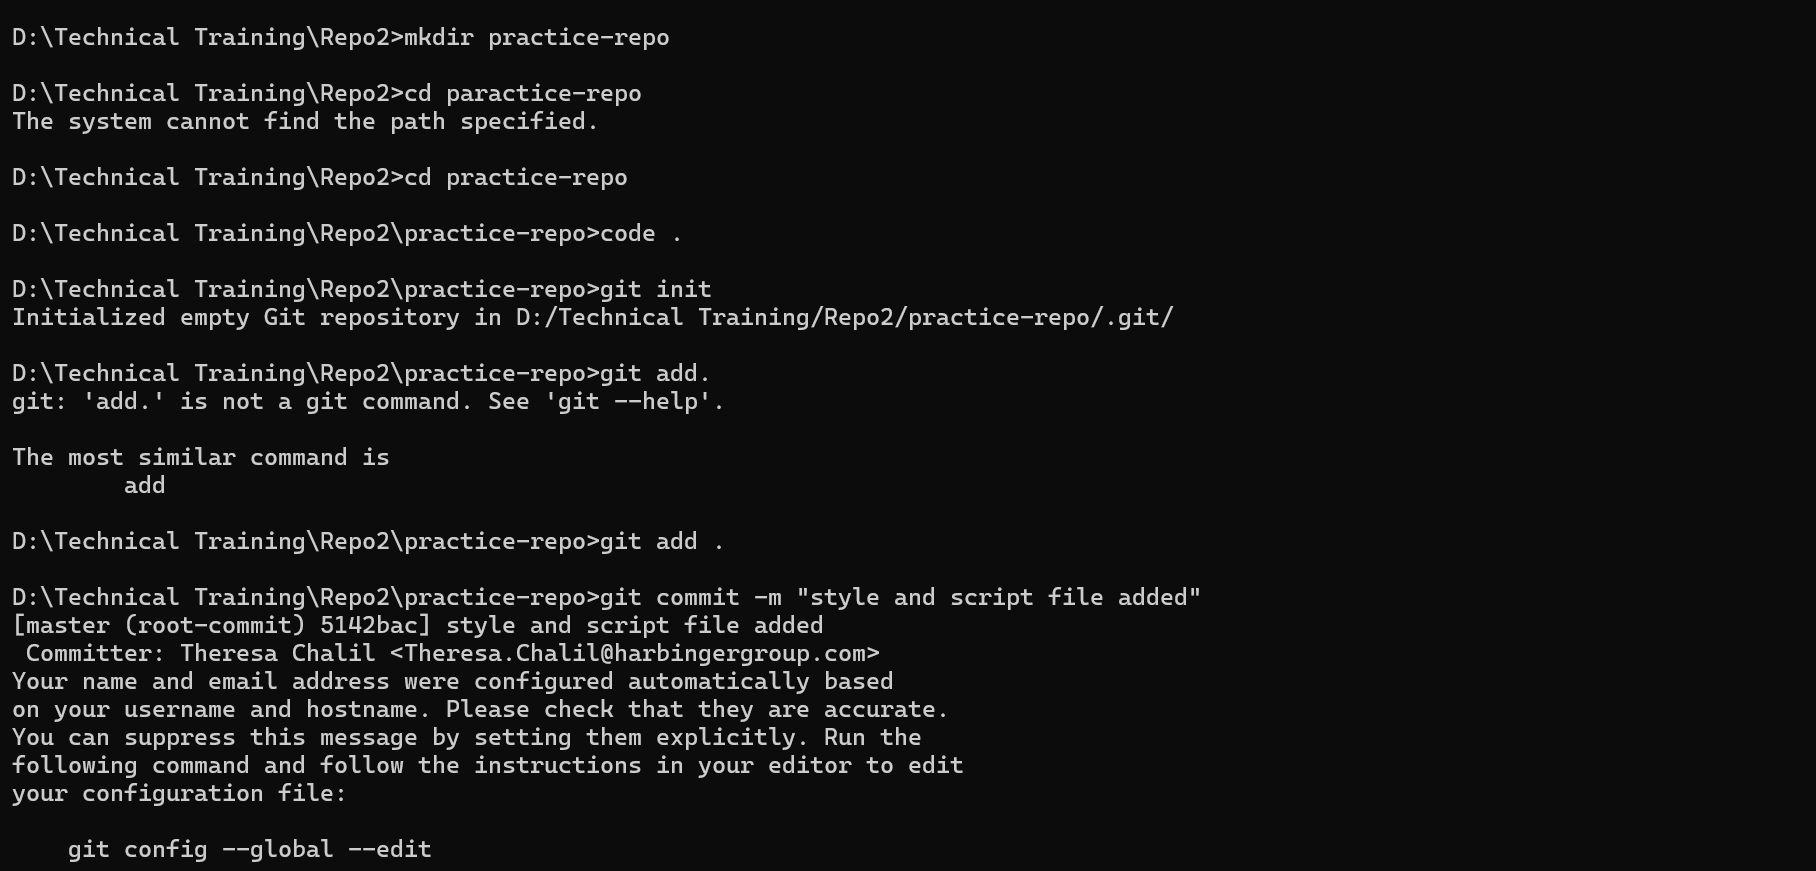 D:\Technical Training\Repo2>mkdir practice-repo
D:\Technical Training\Repo2>cd paractice-repo
The system cannot find the path specified.
D:\Technical Training\Repo2>cd practice-repo
D:\Technical Training\Repo2\practice-repo>code .
D:\Technical Training\Repo2\practice-repo>git init
Initialized empty Git repository in D:/Technical Training/Repo2/practice-repo/.git/
D:\Technical Training\Repo2\practice-repo>git add.
git: 'add.' is not a git command. See 'git --help'.
The most similar command is
        add
D:\Technical Training\Repo2\practice-repo>git add .
D:\Technical Training\Repo2\practice-repo>git commit -m "style and script file added"
[master (root-commit) 5142bac] style and script file added
 Committer: Theresa Chalil <Theresa.Chalil@harbingergroup.com>
Your name and email address were configured automatically based
on your username and hostname. Please check that they are accurate.
You can suppress this message by setting them explicitly. Run the
following command and follow the instructions in your editor to edit
your configuration file:
    git config --global --edit